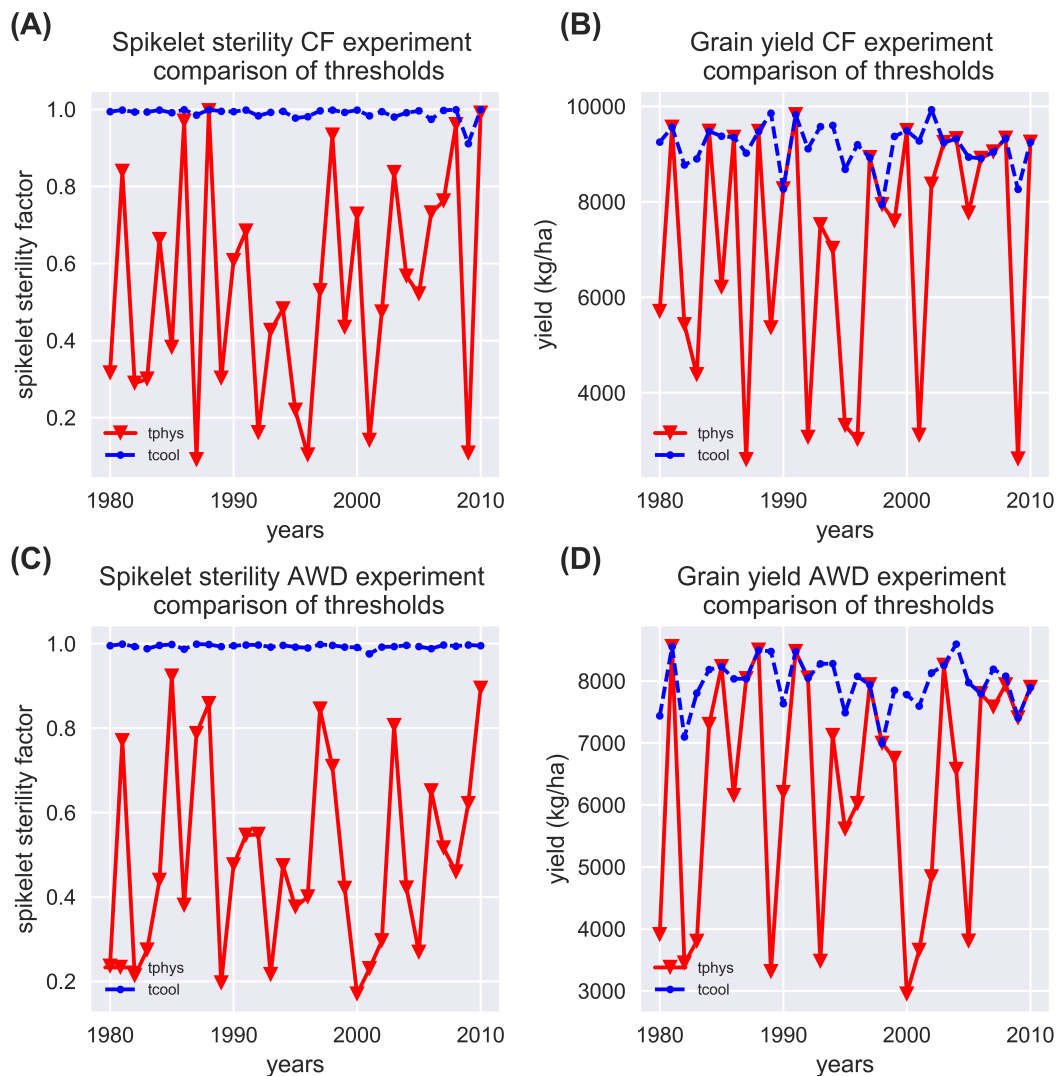 (A)
Spikelet sterility CF experiment
comparison of thresholds
1.0
0.8
0.6
0.4
0.2
spikelet sterility factor
tphys
tcool
1980
1990
2000
2010
years
(B)
Grain yield CF experiment
comparison of thresholds
10000
8000
6000
4000
yield (kg/ha)
tphys
tcool
1980
1990
2000
2010
years
(C)
Spikelet sterility AWD experiment
comparison of thresholds
1.0
0.8
0.6
0.4
0.2
spikelet sterility factor
tphys
tcool
1980
1990
2000
2010
years
(D)
Grain yield AWD experiment
comparison of thresholds
8000
7000
6000
5000
4000
3000
yield (kg/ha)
tphys
tcool
1980
1990
2000
2010
years